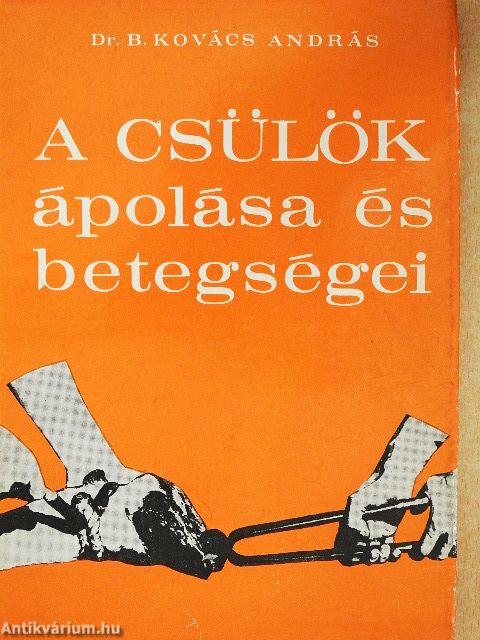 Dr. B. KOVÁCS ANDRÁS
A CSÜLÖK
ápolása és
betegségei
Antikvárium.hu